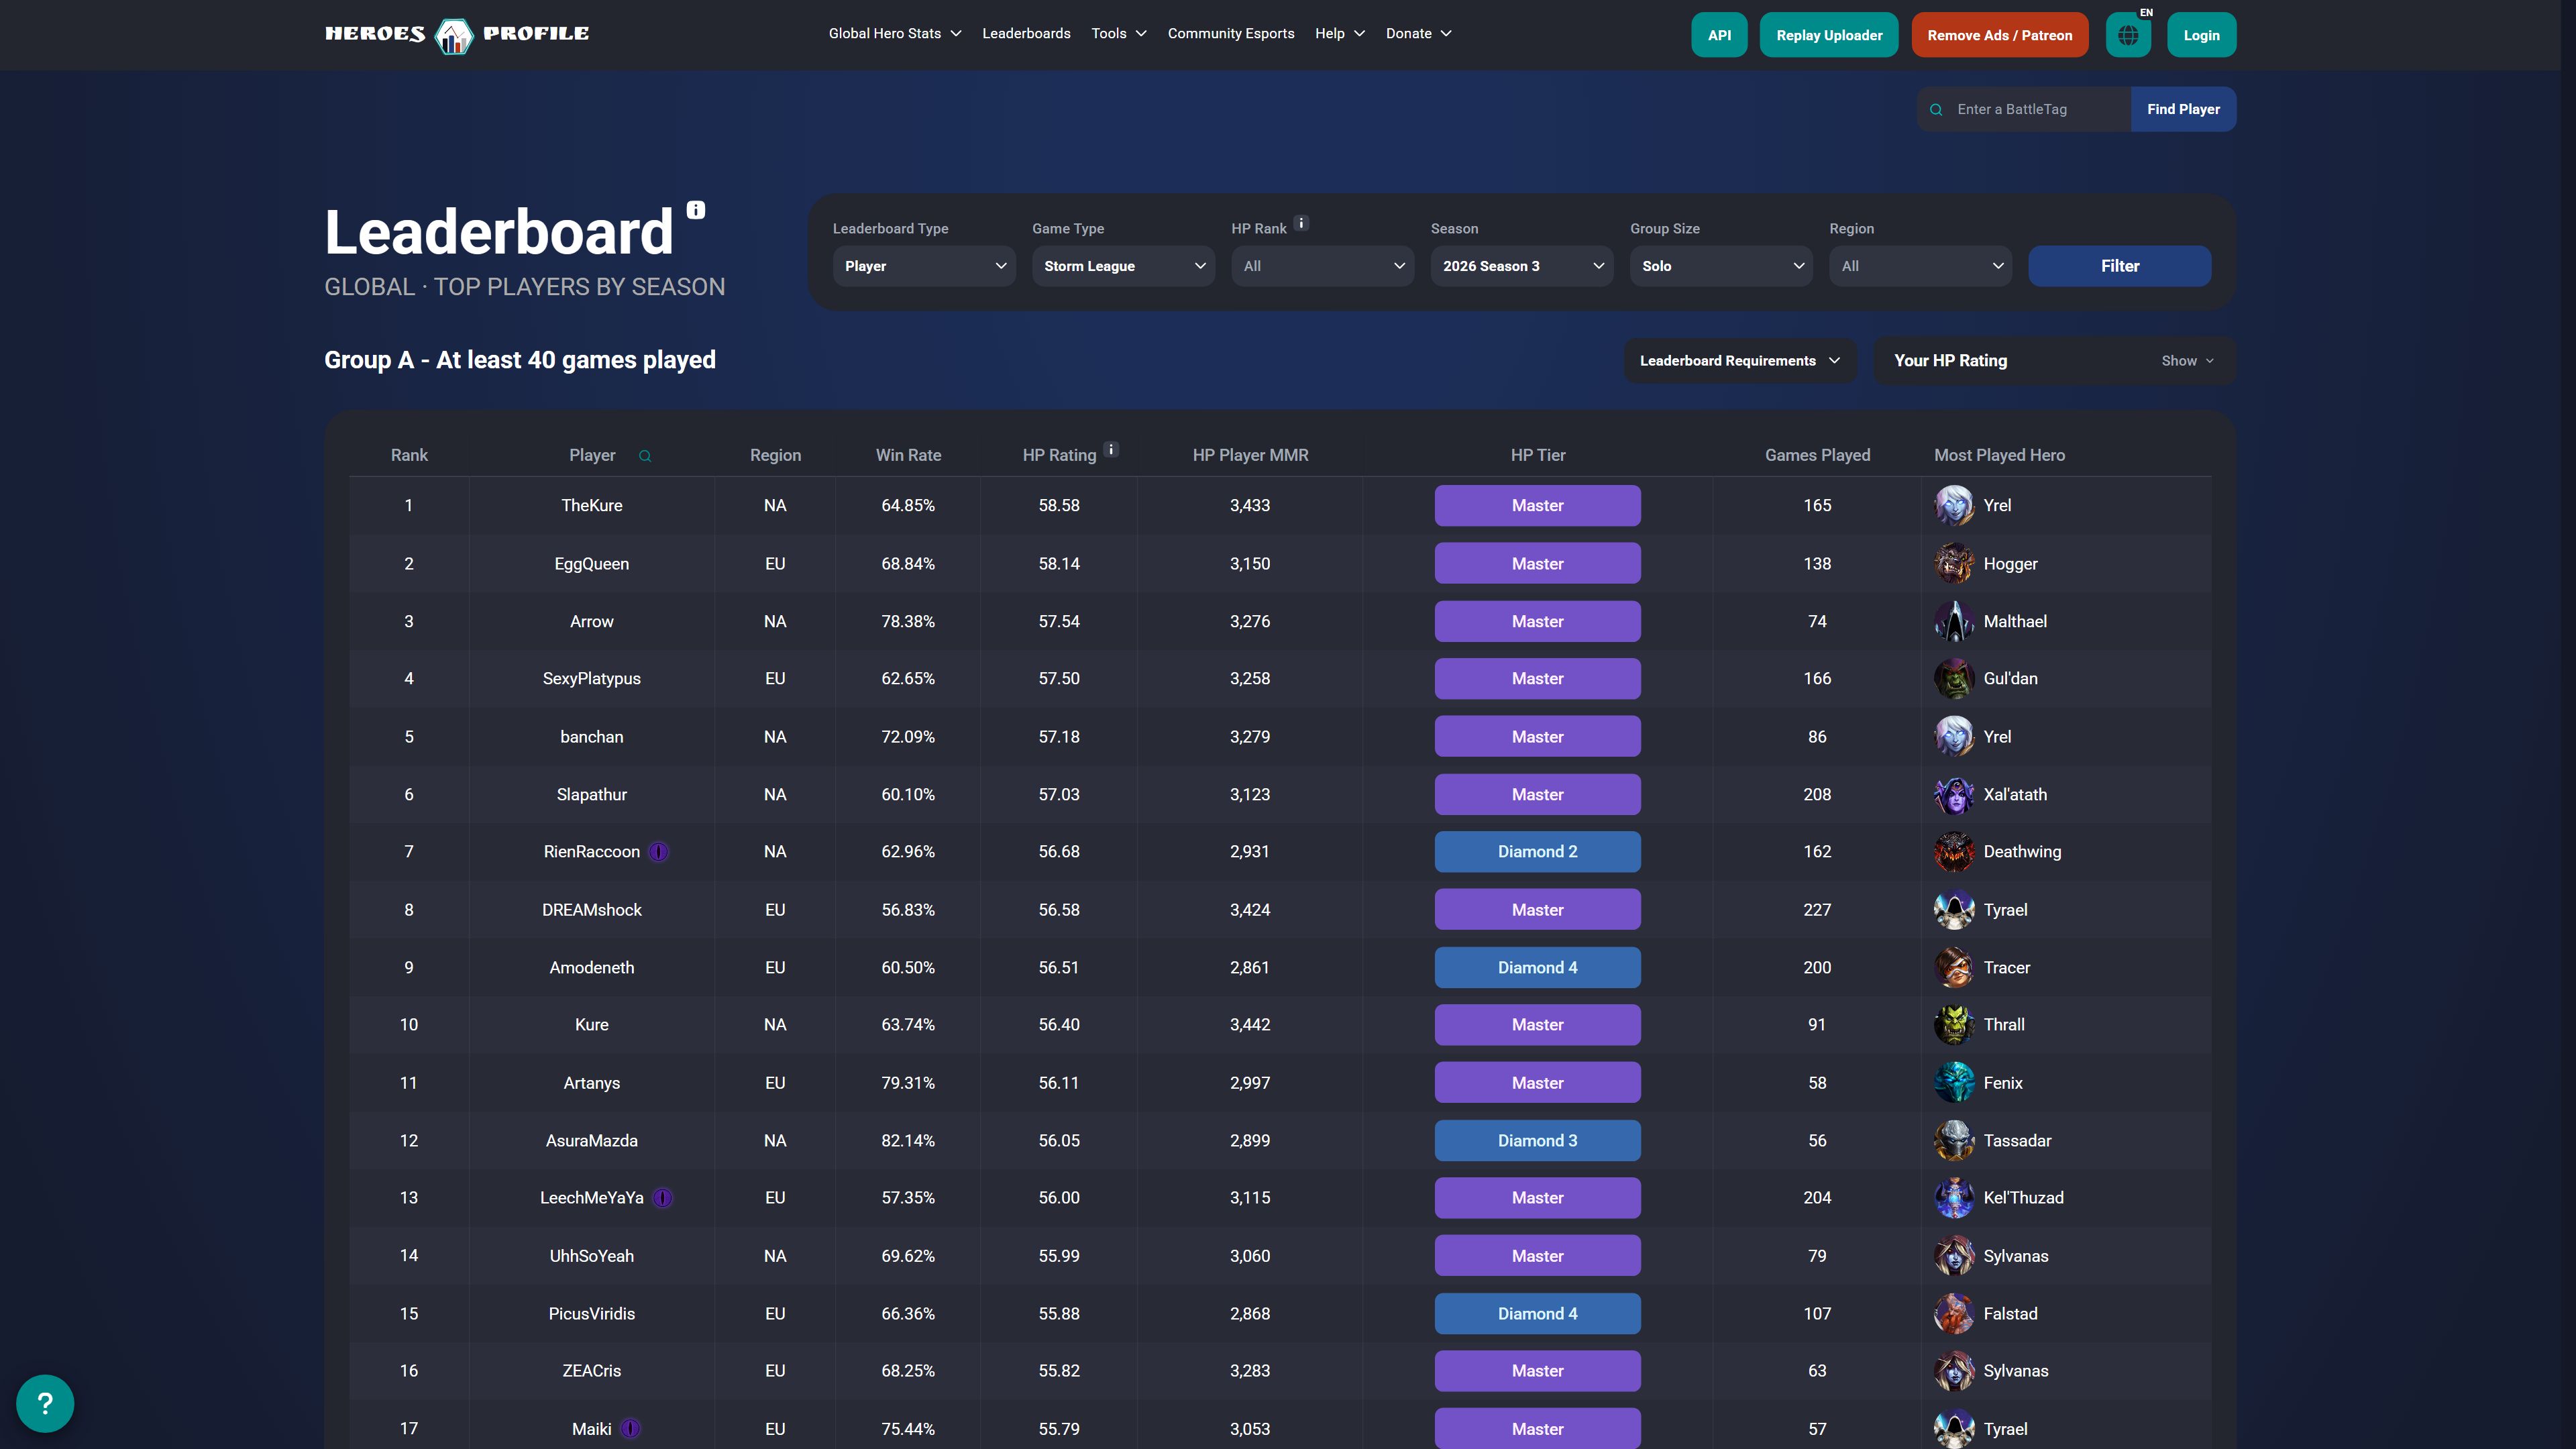 HEROES PROFILE
Global Hero Stats Leaderboards Tools Community Esports Help Donate
API Replay Uploader Remove Ads / Patreon EN Login
Enter a BattleTag Find Player
Leaderboard i
GLOBAL · TOP PLAYERS BY SEASON
Leaderboard Type Game Type HP Rank i Season Group Size Region
Player Storm League All 2026 Season 3 Solo All Filter
Group A - At least 40 games played
Leaderboard Requirements Your HP Rating Show
Rank Player Region Win Rate HP Rating i HP Player MMR HP Tier Games Played Most Played Hero
1 TheKure NA 64.85% 58.58 3,433 Master 165 Yrel
2 EggQueen EU 68.84% 58.14 3,150 Master 138 Hogger
3 Arrow NA 78.38% 57.54 3,276 Master 74 Malthael
4 SexyPlatypus EU 62.65% 57.50 3,258 Master 166 Gul'dan
5 banchan NA 72.09% 57.18 3,279 Master 86 Yrel
6 Slapathur NA 60.10% 57.03 3,123 Master 208 Xal'atath
7 RienRaccoon NA 62.96% 56.68 2,931 Diamond 2 162 Deathwing
8 DREAMshock EU 56.83% 56.58 3,424 Master 227 Tyrael
9 Amodeneth EU 60.50% 56.51 2,861 Diamond 4 200 Tracer
10 Kure NA 63.74% 56.40 3,442 Master 91 Thrall
11 Artanys EU 79.31% 56.11 2,997 Master 58 Fenix
12 AsuraMazda NA 82.14% 56.05 2,899 Diamond 3 56 Tassadar
13 LeechMeYaYa EU 57.35% 56.00 3,115 Master 204 Kel'Thuzad
14 UhhSoYeah NA 69.62% 55.99 3,060 Master 79 Sylvanas
15 PicusViridis EU 66.36% 55.88 2,868 Diamond 4 107 Falstad
16 ZEACris EU 68.25% 55.82 3,283 Master 63 Sylvanas
17 Maiki EU 75.44% 55.79 3,053 Master 57 Tyrael
?